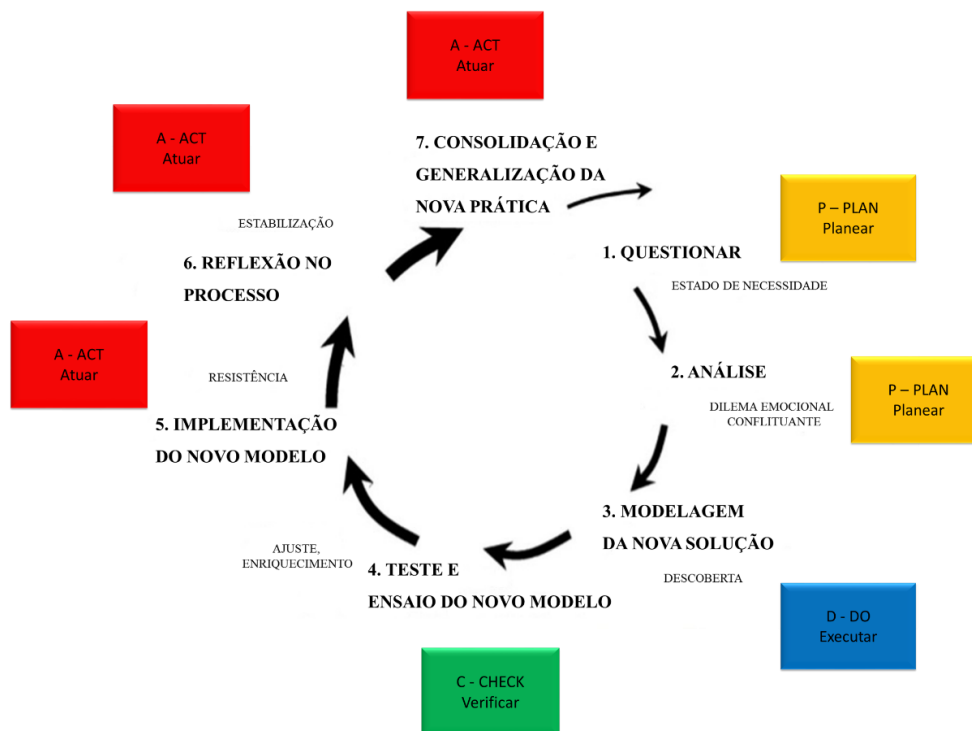 A - ACT
Atuar
A - ACT
Atuar
7. CONSOLIDAÇÃO E
GENERALIZAÇÃO DA
NOVA PRÁTICA
P – PLAN
Planear
ESTABILIZAÇÃO
1. QUESTIONAR
6. REFLEXÃO NO
PROCESSO
ESTADO DE NECESSIDADE
A - ACT
Atuar
RESISTÊNCIA
2. ANÁLISE
P – PLAN
Planear
DILEMA EMOCIONAL
CONFLITUANTE
5. IMPLEMENTAÇÃO
DO NOVO MODELO
3. MODELAGEM
DA NOVA SOLUÇÃO
AJUSTE,
ENRIQUECIMENTO
4. TESTE E
ENSAIO DO NOVO MODELO
DESCOBERTA
D - DO
Executar
C - CHECK
Verificar